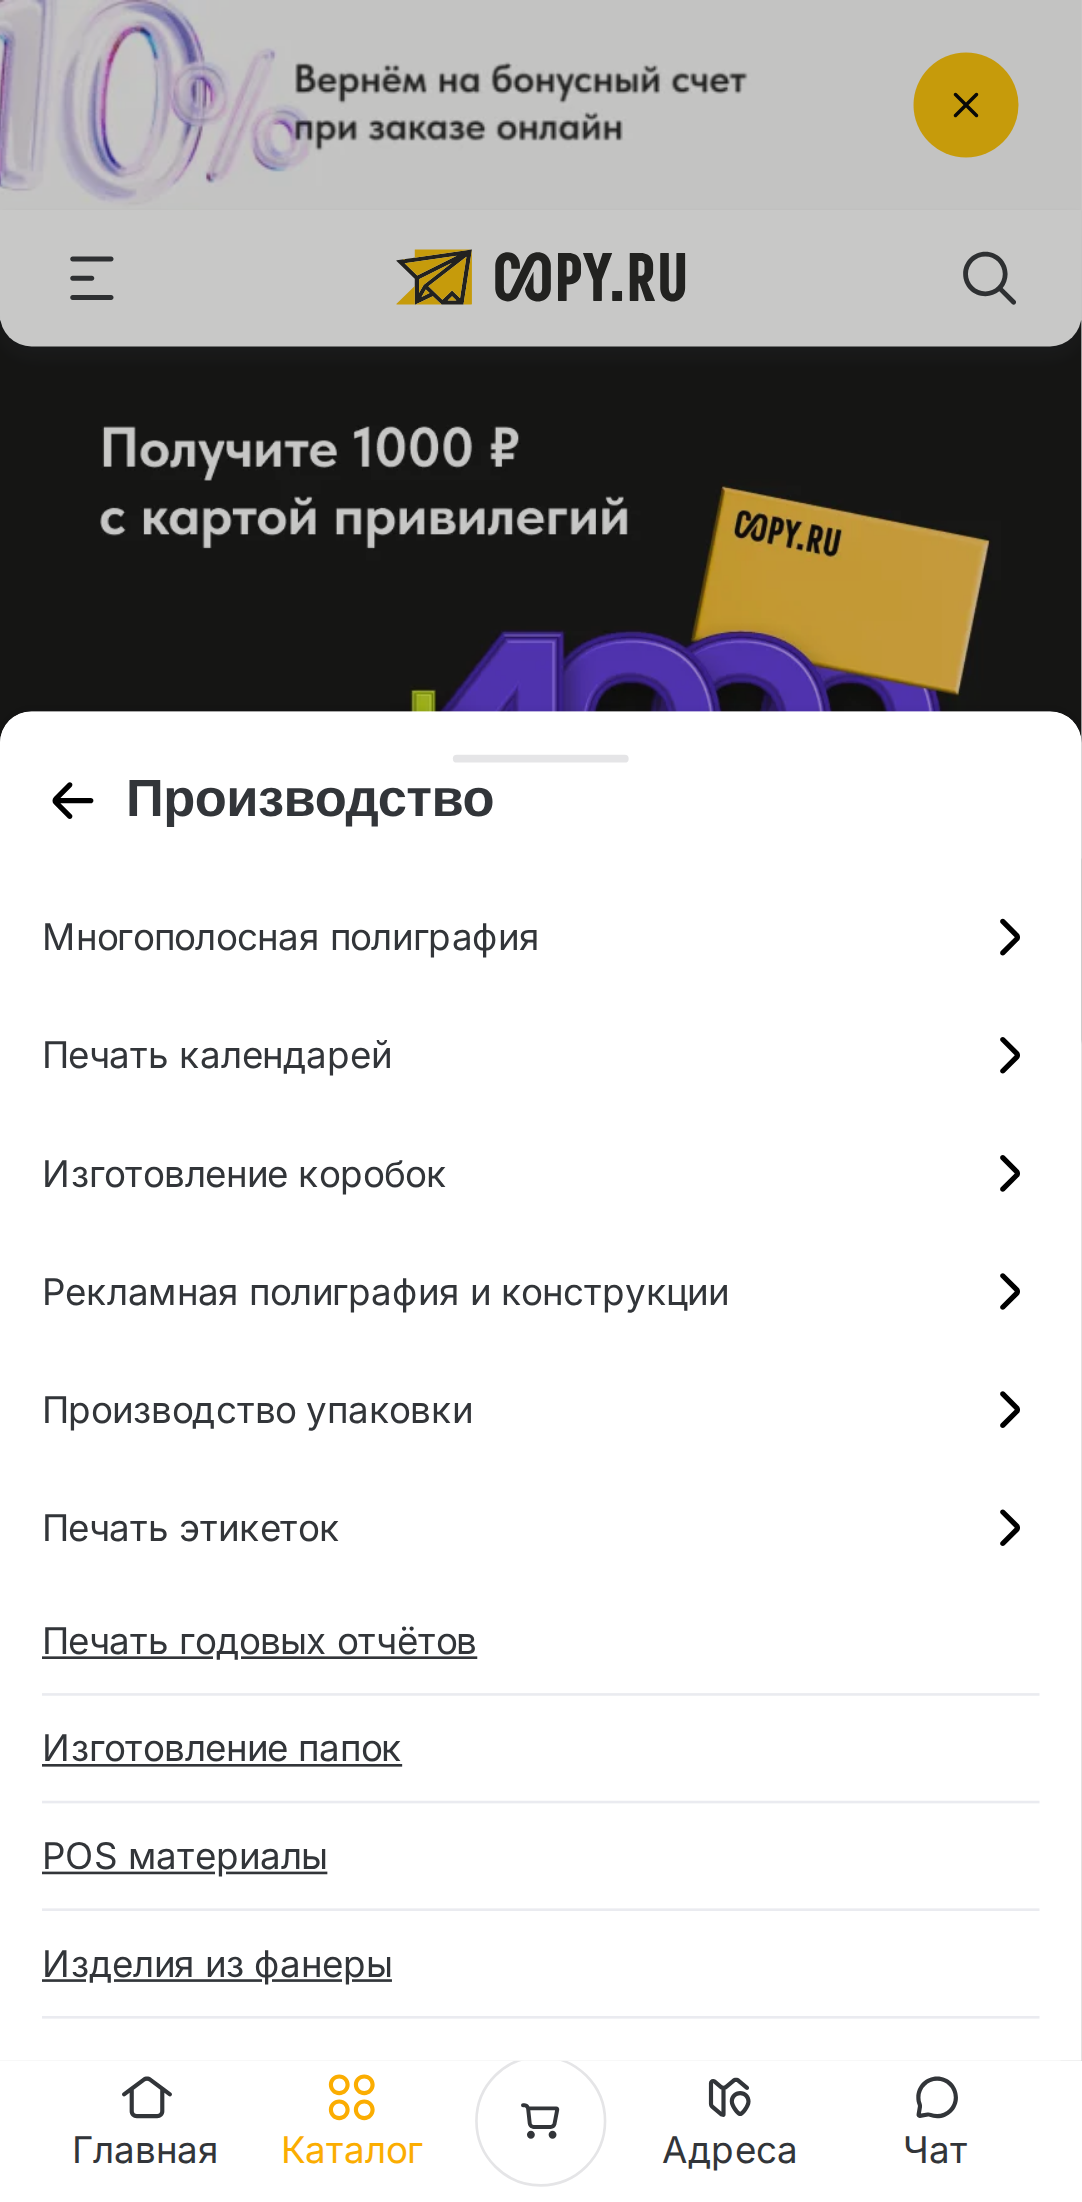 10%
Вернём на бонусный счет
при заказе онлайн
COPY.RU
Получите 1000 ₽
с картой привилегий
COPY.RU
Производство
Многополосная полиграфия
Печать календарей
Изготовление коробок
Рекламная полиграфия и конструкции
Производство упаковки
Печать этикеток
Печать годовых отчётов
Изготовление папок
POS материалы
Изделия из фанеры
Главная
Каталог
Адреса
Чат